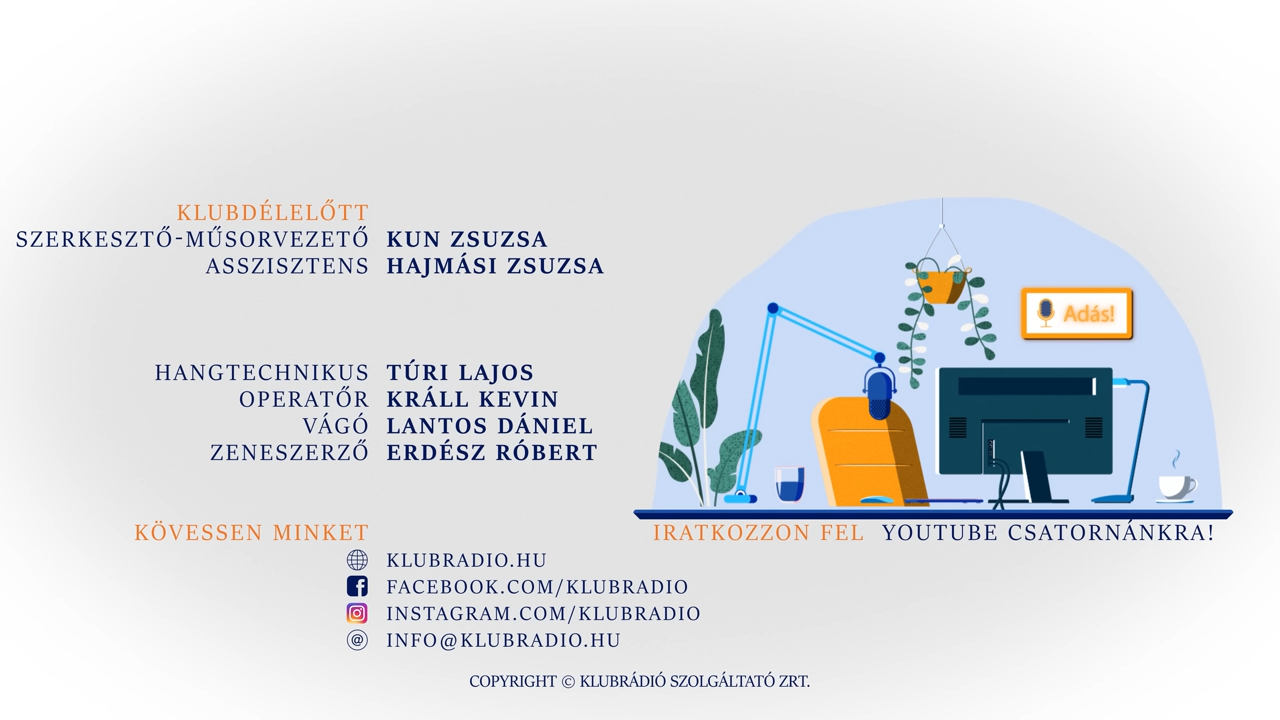 KLUBDÉLELŐTT
SZERKESZTŐ-MŰSORVEZETŐ KUN ZSUZSA
ASSZISZTENS HAJMÁSI ZSUZSA
HANGTECHNIKUS TÚRI LAJOS
OPERATŐR KRÁLL KEVIN
VÁGÓ LANTOS DÁNIEL
ZENESZERZŐ ERDÉSZ RÓBERT
Adás!
KÖVESSEN MINKET
KLUBRADIO.HU
FACEBOOK.COM/KLUBRADIO
INSTAGRAM.COM/KLUBRADIO
INFO@KLUBRADIO.HU
IRATKOZZON FEL YOUTUBE CSATORNÁNKRA!
COPYRIGHT © KLUBRÁDIÓ SZOLGÁLTATÓ ZRT.